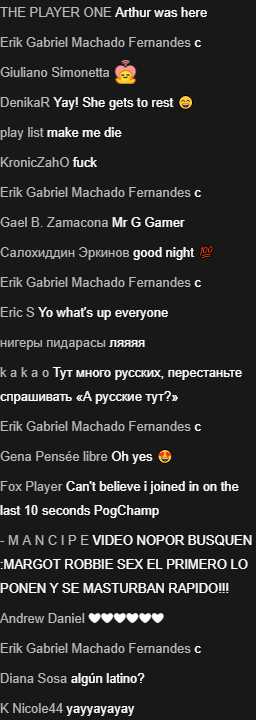 THE PLAYER ONE Arthur was here
Erik Gabriel Machado Fernandes c
Giuliano Simonetta
DenikaR Yay! She gets to rest 😄
play list make me die
KronicZahO fuck
Erik Gabriel Machado Fernandes c
Gael B. Zamacona Mr G Gamer
Салохиддин Эркинов good night 💯
Erik Gabriel Machado Fernandes c
Eric S Yo what's up everyone
нигеры пидарасы ляяяя
k a k a o Тут много русских, перестаньте
спрашивать «А русские тут?»
Erik Gabriel Machado Fernandes c
Gena Pensée libre Oh yes 😍
Fox Player Can't believe i joined in on the
last 10 seconds PogChamp
- M A N C I P E VIDEO NOPOR BUSQUEN
:MARGOT ROBBIE SEX EL PRIMERO LO
PONEN Y SE MASTURBAN RAPIDO!!!
Andrew Daniel 🤍🤍🤍🤍🤍🤍
Erik Gabriel Machado Fernandes c
Diana Sosa algún latino?
K Nicole44 yayyayayay